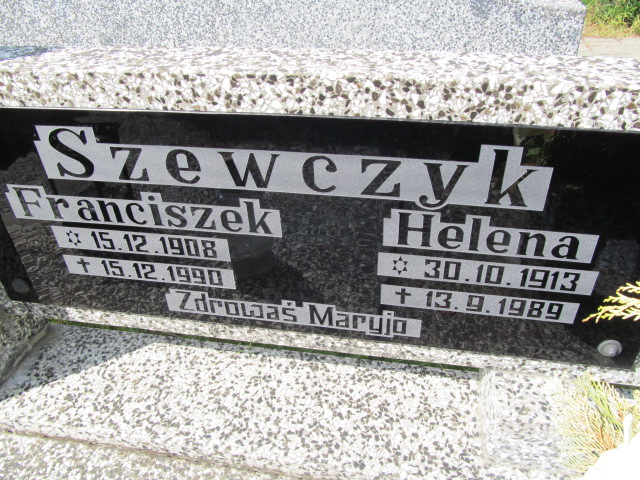 Szewczyk
Franciszek
✡ 15.12.1908
† 15.12.1990
Helena
✡ 30.10.1913
† 13.9.1989
Zdrowaś Maryjo